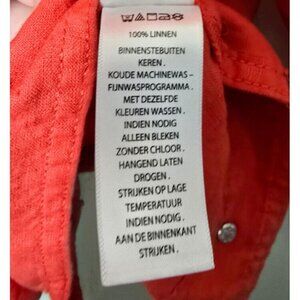 100% LINNEN
BINNENSTEBUITEN
KEREN .
KOUDE MACHINEWAS -
FIJNWASPROGRAMMA .
MET DEZELFDE
KLEUREN WASSEN .
INDIEN NODIG
ALLEEN BLEKEN
ZONDER CHLOOR .
HANGEND LATEN
DROGEN .
STRIJKEN OP LAGE
TEMPERATUUR
INDIEN NODIG .
AAN DE BINNENKANT
STRIJKEN .